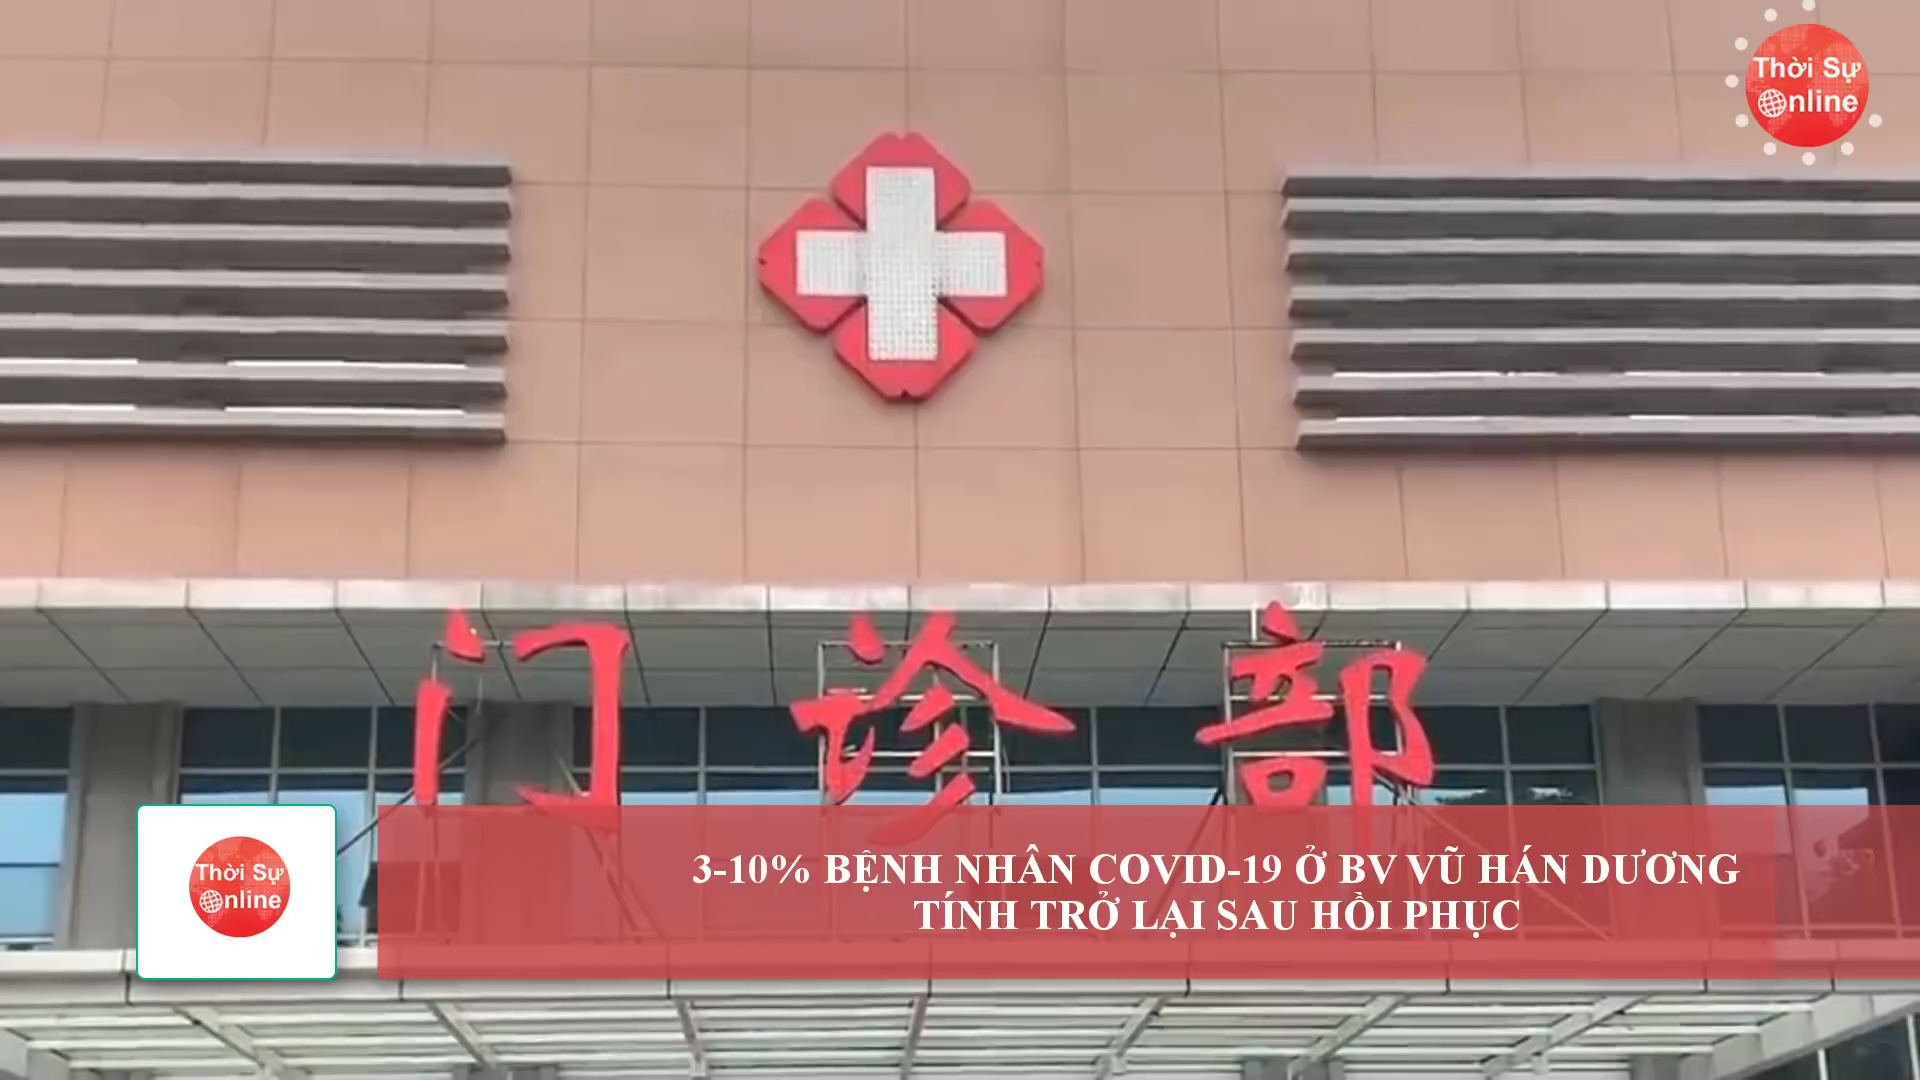 Thời Sự
Online
门诊部
Thời Sự
Online
3-10% BỆNH NHÂN COVID-19 Ở BV VŨ HÁN DƯƠNG
TÍNH TRỞ LẠI SAU HỒI PHỤC